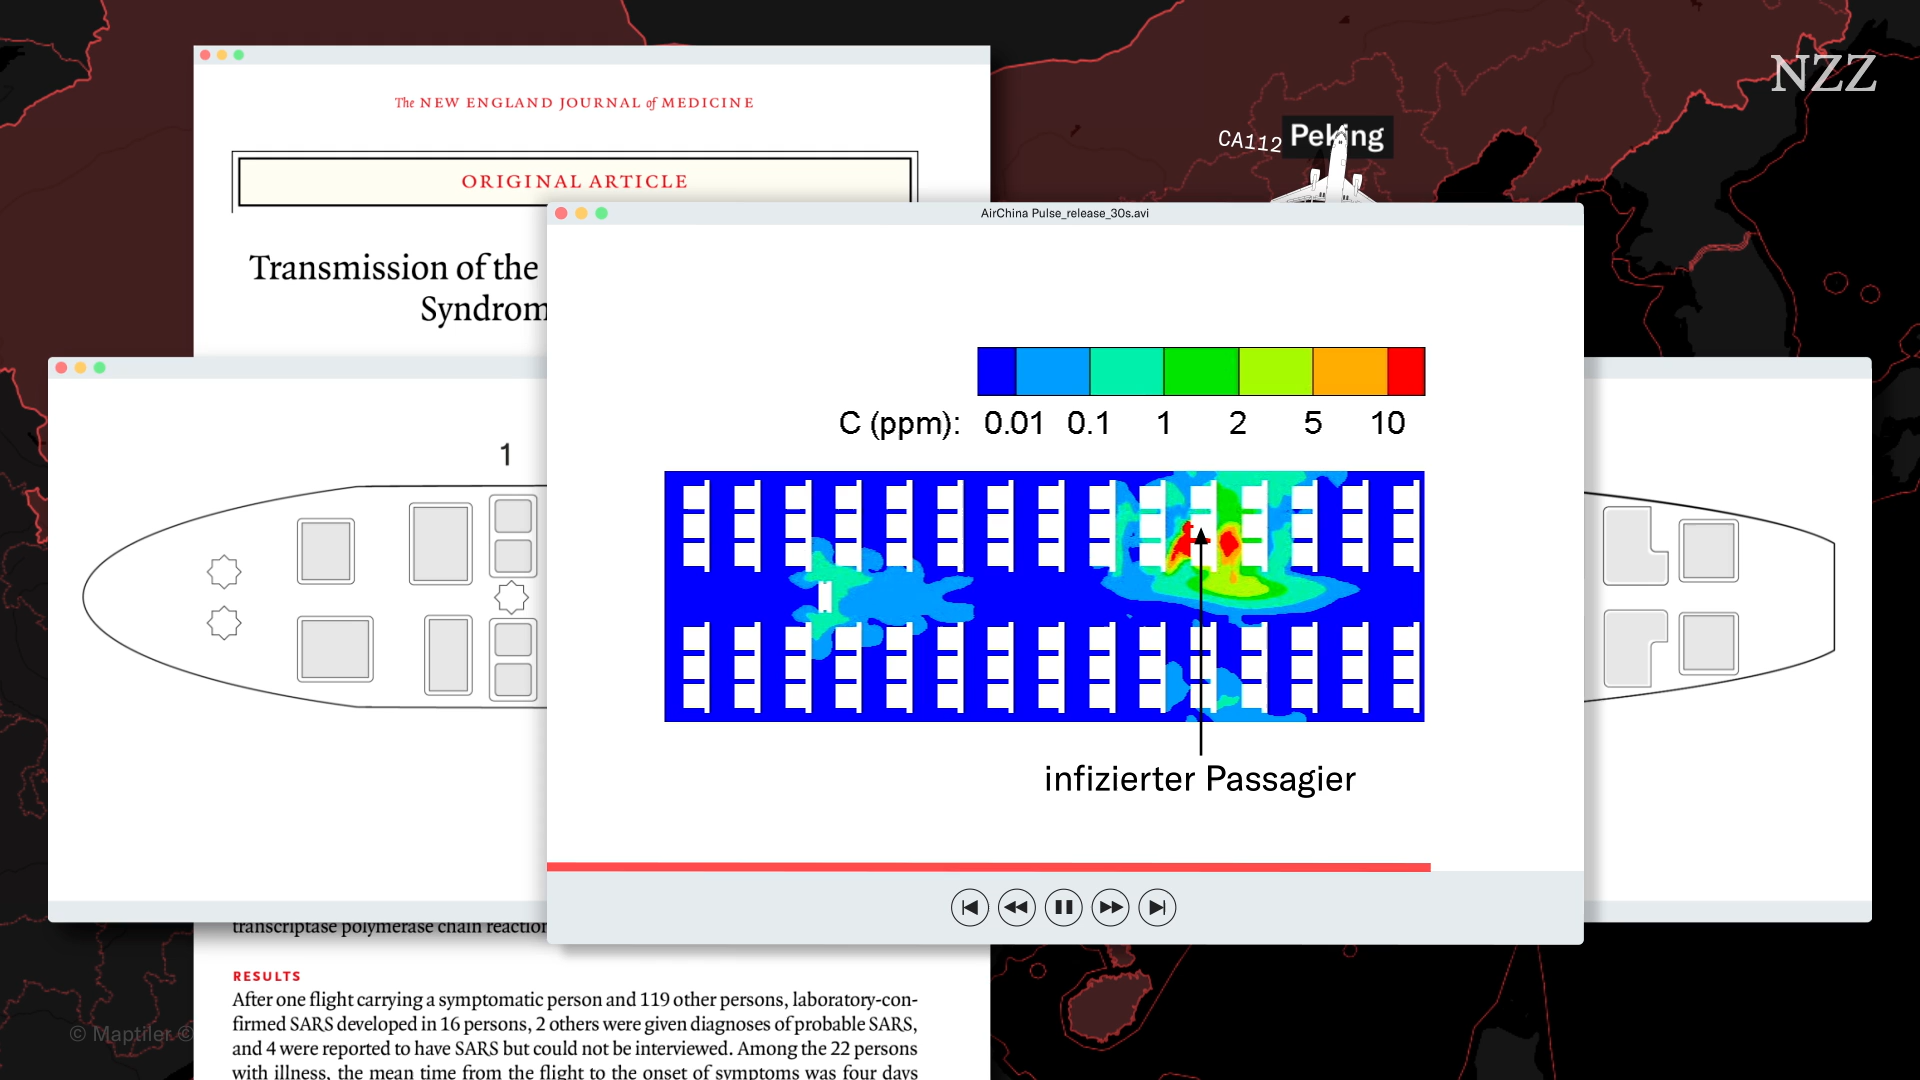 NZZ
The NEW ENGLAND JOURNAL of MEDICINE
CA112 Peking
ORIGINAL ARTICLE
AirChina Pulse_release_30s.avi
Transmission of the
Syndrom
C (ppm): 0.01 0.1 1 2 5 10
1
infizierter Passagier
transcriptase polymerase chain reaction
RESULTS
After one flight carrying a symptomatic person and 119 other persons, laboratory-con-
firmed SARS developed in 16 persons, 2 others were given diagnoses of probable SARS,
and 4 were reported to have SARS but could not be interviewed. Among the 22 persons
with illness, the mean time from the flight to the onset of symptoms was four days
© Maptiler ©